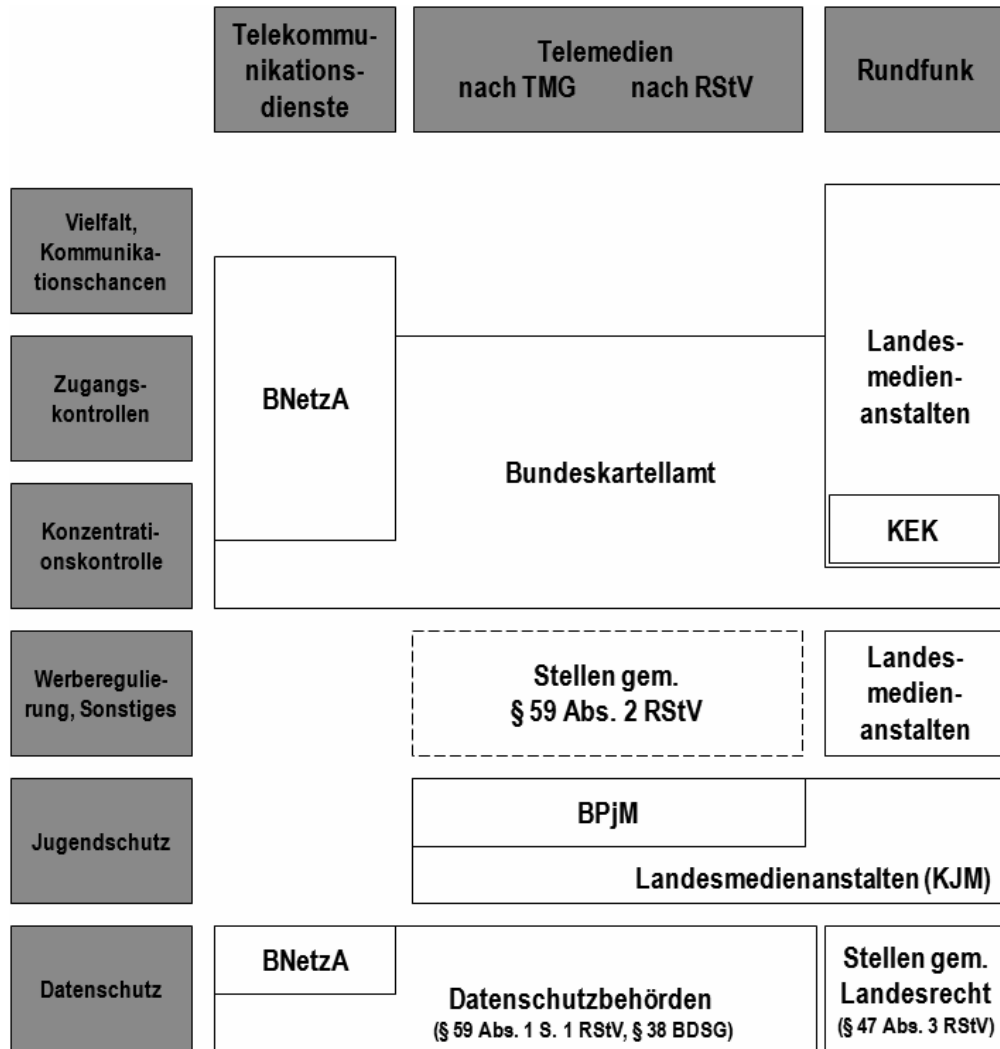 Telekommu-
nikations-
dienste
Telemedien
nach TMG nach RStV
Rundfunk
Vielfalt,
Kommunika-
tionschancen
Zugangs-
kontrollen
Konzentrati-
onskontrolle
BNetzA
Bundeskartellamt
Landes-
medien-
anstalten
KEK
Werberegulie-
rung, Sonstiges
Stellen gem.
§ 59 Abs. 2 RStV
Landes-
medien-
anstalten
Jugendschutz
BPjM
Landesmedienanstalten (KJM)
Datenschutz
BNetzA
Datenschutzbehörden
(§ 59 Abs. 1 S. 1 RStV, § 38 BDSG)
Stellen gem.
Landesrecht
(§ 47 Abs. 3 RStV)